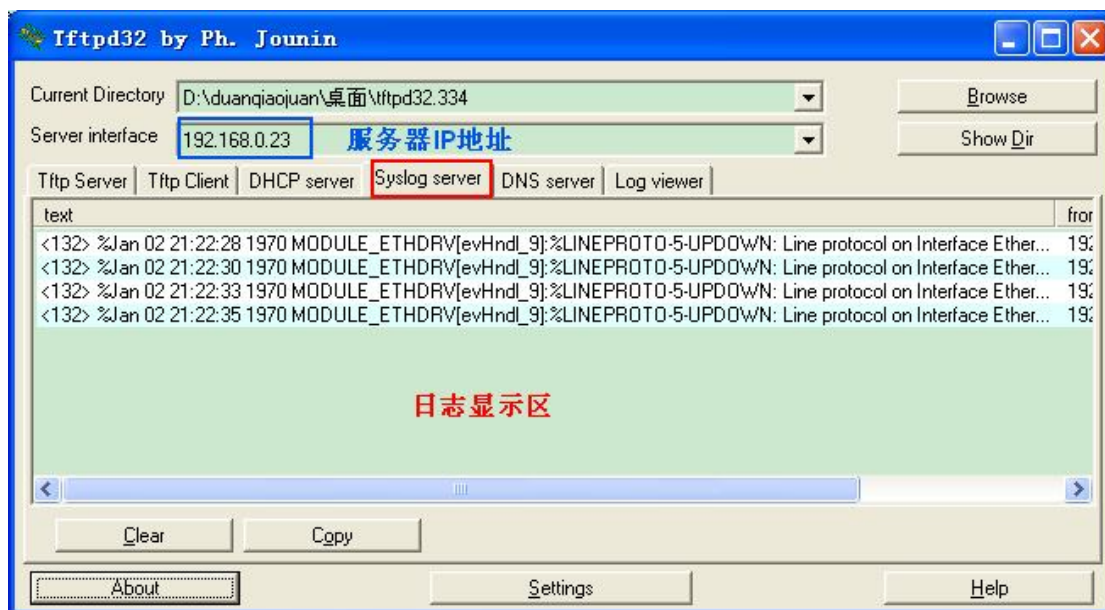 Tftpd32 by Ph. Jounin
Current Directory D:\duanqiaojuan\桌面\tftpd32.334 Browse
Server interface 192.168.0.23 服务器IP地址 Show Dir
Tftp Server Tftp Client DHCP server Syslog server DNS server Log viewer
text fror
<132> %Jan 02 21:22:28 1970 MODULE_ETHDRV[evHndl_9]:%LINEPROTO-5-UPDOWN: Line protocol on Interface Ether... 192
<132> %Jan 02 21:22:30 1970 MODULE_ETHDRV[evHndl_9]:%LINEPROTO-5-UPDOWN: Line protocol on Interface Ether... 192
<132> %Jan 02 21:22:33 1970 MODULE_ETHDRV[evHndl_9]:%LINEPROTO-5-UPDOWN: Line protocol on Interface Ether... 192
<132> %Jan 02 21:22:35 1970 MODULE_ETHDRV[evHndl_9]:%LINEPROTO-5-UPDOWN: Line protocol on Interface Ether... 192
日志显示区
Clear Copy
About Settings Help